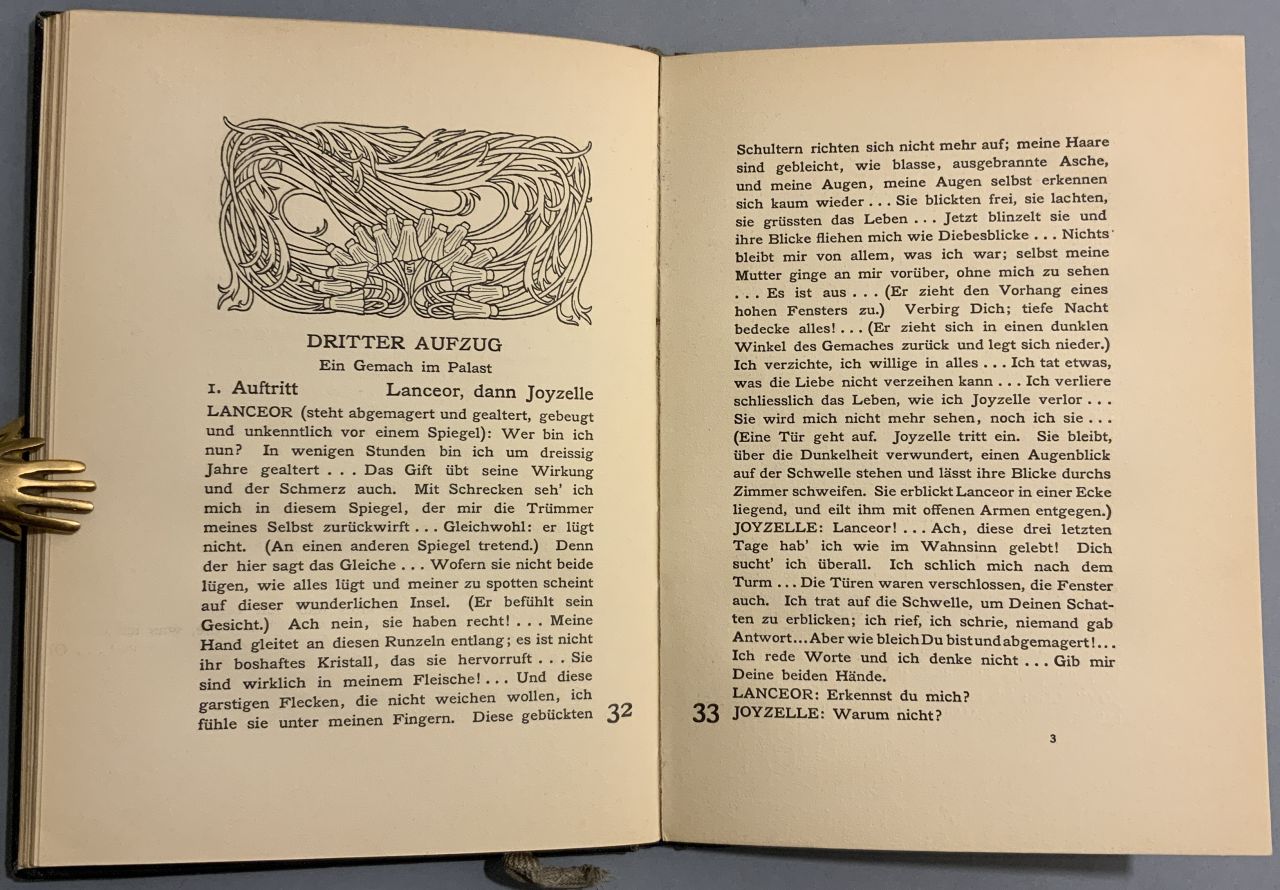 DRITTER AUFZUG
Ein Gemach im Palast
1. Auftritt Lanceor, dann Joyzelle
LANCEOR (steht abgemagert und gealtert, gebeugt
und unkenntlich vor einem Spiegel): Wer bin ich
nun? In wenigen Stunden bin ich um dreissig
Jahre gealtert . . . Das Gift übt seine Wirkung
und der Schmerz auch. Mit Schrecken seh' ich
mich in diesem Spiegel, der mir die Trümmer
meines Selbst zurückwirft . . . Gleichwohl: er lügt
nicht. (An einen anderen Spiegel tretend.) Denn
der hier sagt das Gleiche . . . Wofern sie nicht beide
lügen, wie alles lügt und meiner zu spotten scheint
auf dieser wunderlichen Insel. (Er befühlt sein
Gesicht.) Ach nein, sie haben recht! . . . Meine
Hand gleitet an diesen Runzeln entlang; es ist nicht
ihr boshaftes Kristall, das sie hervorruft . . . Sie
sind wirklich in meinem Fleische! . . . Und diese
garstigen Flecken, die nicht weichen wollen, ich
fühle sie unter meinen Fingern. Diese gebückten
32
Schultern richten sich nicht mehr auf; meine Haare
sind gebleicht, wie blasse, ausgebrannte Asche,
und meine Augen, meine Augen selbst erkennen
sich kaum wieder . . . Sie blickten frei, sie lachten,
sie grüssten das Leben . . . Jetzt blinzelt sie und
ihre Blicke fliehen mich wie Diebesblicke . . . Nichts
bleibt mir von allem, was ich war; selbst meine
Mutter ginge an mir vorüber, ohne mich zu sehen
. . . Es ist aus . . . (Er zieht den Vorhang eines
hohen Fensters zu.) Verbirg Dich; tiefe Nacht
bedecke alles! . . . (Er zieht sich in einen dunklen
Winkel des Gemaches zurück und legt sich nieder.)
Ich verzichte, ich willige in alles . . . Ich tat etwas,
was die Liebe nicht verzeihen kann . . . Ich verliere
schliesslich das Leben, wie ich Joyzelle verlor . . .
Sie wird mich nicht mehr sehen, noch ich sie . . .
(Eine Tür geht auf. Joyzelle tritt ein. Sie bleibt,
über die Dunkelheit verwundert, einen Augenblick
auf der Schwelle stehen und lässt ihre Blicke durchs
Zimmer schweifen. Sie erblickt Lanceor in einer Ecke
liegend, und eilt ihm mit offenen Armen entgegen.)
JOYZELLE: Lanceor! . . . Ach, diese drei letzten
Tage hab' ich wie im Wahnsinn gelebt! Dich
sucht' ich überall. Ich schlich mich nach dem
Turm . . . Die Türen waren verschlossen, die Fenster
auch. Ich trat auf die Schwelle, um Deinen Schat-
ten zu erblicken; ich rief, ich schrie, niemand gab
Antwort... Aber wie bleich Du bist und abgemagert!...
Ich rede Worte und ich denke nicht . . . Gib mir
Deine beiden Hände.
LANCEOR: Erkennst du mich?
33 JOYZELLE: Warum nicht?
3